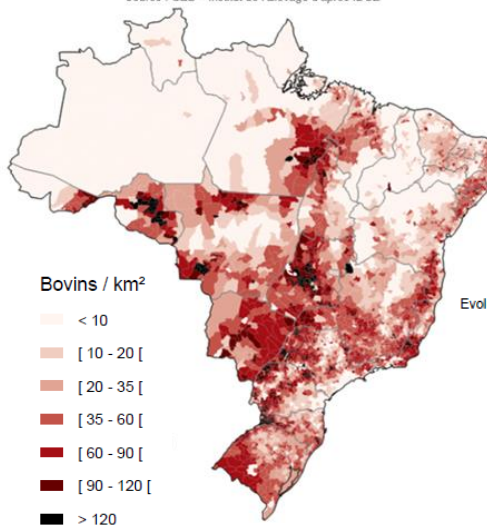 Bovins / km²
< 10
[ 10 - 20 [
[ 20 - 35 [
[ 35 - 60 [
[ 60 - 90 [
[ 90 - 120 [
> 120
Evol